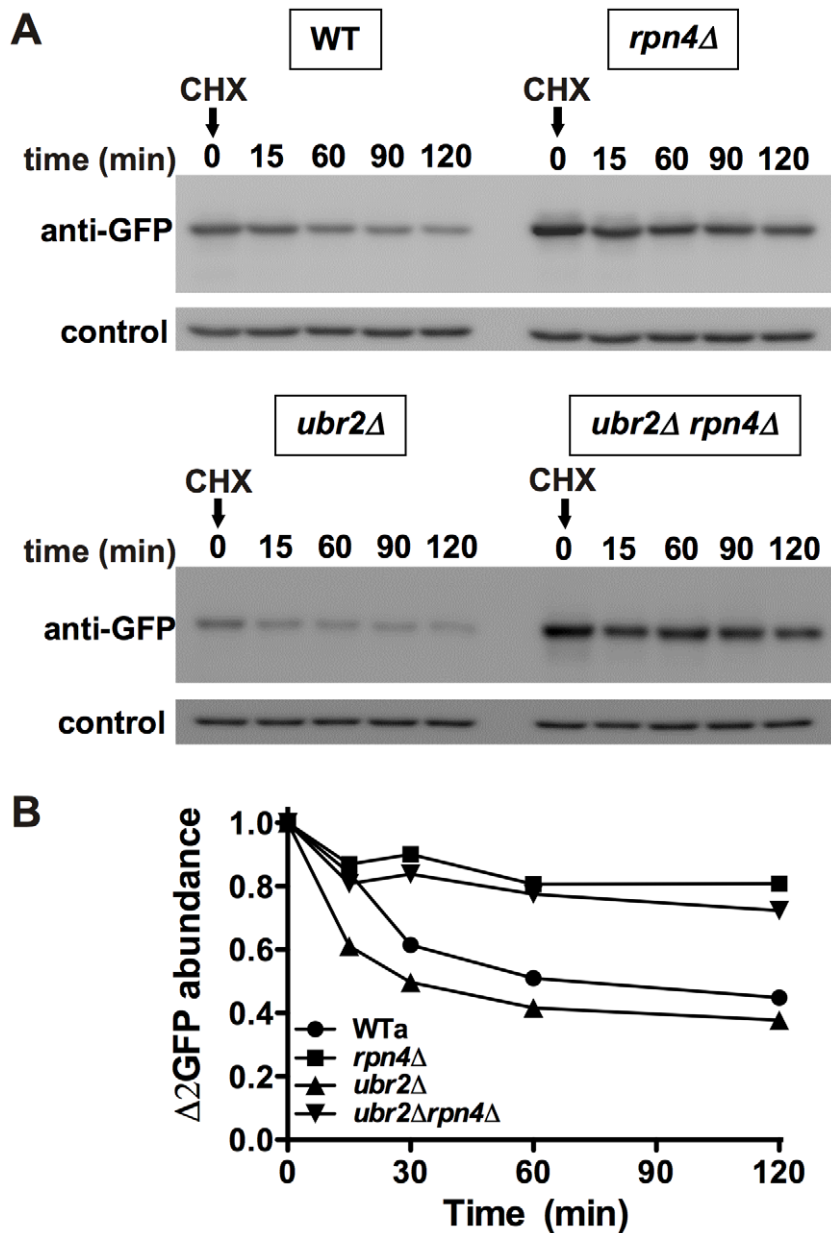 A
WT
rpn4Δ
CHX
CHX
time (min) 0 15 60 90 120
0 15 60 90 120
anti-GFP
control
ubr2Δ
ubr2Δ rpn4Δ
CHX
CHX
time (min) 0 15 60 90 120
0 15 60 90 120
anti-GFP
control
B
Δ2GFP abundance
1.0
0.8
0.6
0.4
0.2
0.0
WTa
rpn4Δ
ubr2Δ
ubr2Δrpn4Δ
0 30 60 90 120
Time (min)